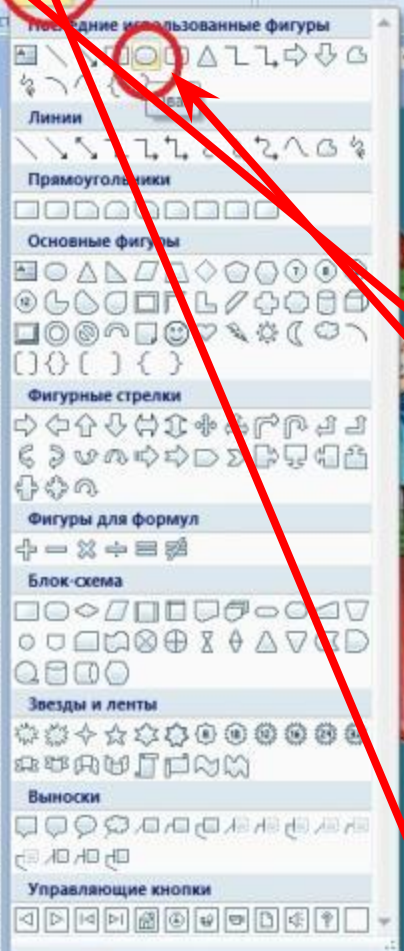 Последние использованные фигуры
Линии
Прямоугольники
Основные фигуры
Фигурные стрелки
Фигуры для формул
Блок-схема
Звезды и ленты
Выноски
Управляющие кнопки